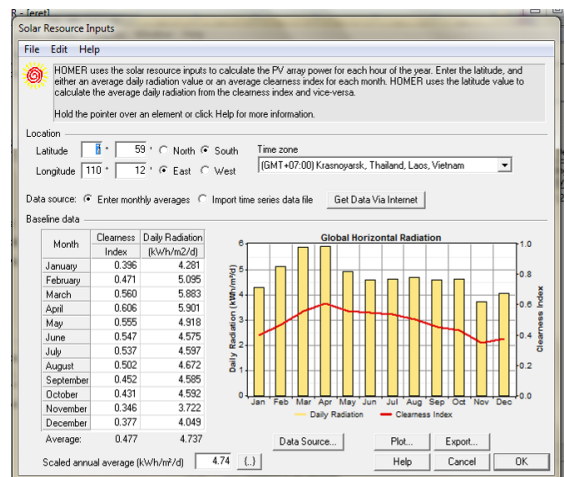 R - [eret]
Solar Resource Inputs
File Edit Help
HOMER uses the solar resource inputs to calculate the PV array power for each hour of the year. Enter the latitude, and
either an average daily radiation value or an average clearness index for each month. HOMER uses the latitude value to
calculate the average daily radiation from the clearness index and vice-versa.
Hold the pointer over an element or click Help for more information.
Location
Latitude ° 59 ' North South Time zone
Longitude 110 ° 12 ' East West (GMT+07:00) Krasnoyarsk, Thailand, Laos, Vietnam
Data source: Enter monthly averages Import time series data file Get Data Via Internet
Baseline data
Month Clearness Index Daily Radiation (kWh/m2/d)
January 0.396 4.281
February 0.471 5.095
March 0.560 5.883
April 0.606 5.901
May 0.555 4.918
June 0.547 4.575
July 0.537 4.597
August 0.502 4.672
September 0.452 4.585
October 0.431 4.592
November 0.346 3.722
December 0.377 4.049
Average: 0.477 4.737
Scaled annual average (kWh/m²/d) 4.74 {..}
Global Horizontal Radiation
Daily Radiation (kWh/m²/d)
6
5
4
3
2
1
0
1.0
0.8
0.6
0.4
0.2
0.0
Clearness Index
Jan Feb Mar Apr May Jun Jul Aug Sep Oct Nov Dec
Daily Radiation Clearness Index
Data Source... Plot... Export...
Help Cancel OK